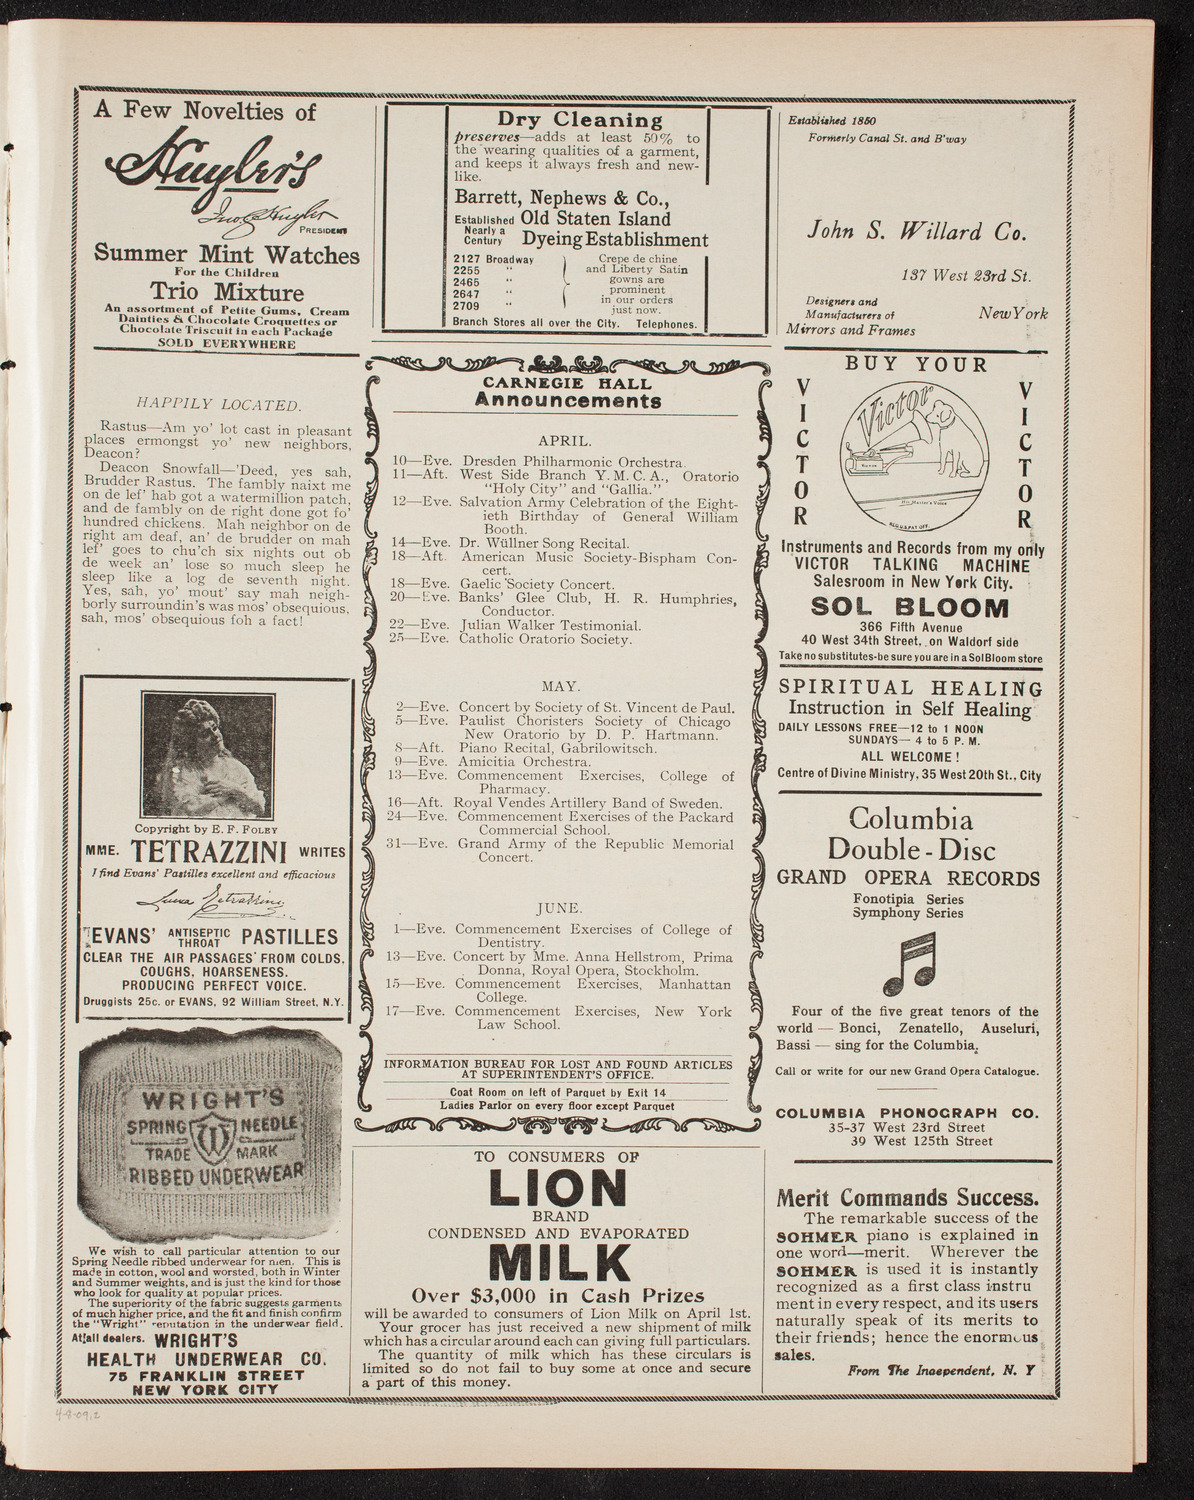 A Few Novelties of
Huyler's
Jno. S. Huyler
PRESIDENT
Summer Mint Watches
For the Children
Trio Mixture
An assortment of Petite Gums, Cream
Dainties & Chocolate Croquettes or
Chocolate Triscuit in each Package
SOLD EVERYWHERE
HAPPILY LOCATED.
Rastus—Am yo' lot cast in pleasant
places ermongst yo' new neighbors,
Deacon?
Deacon Snowfall—'Deed, yes sah,
Brudder Rastus. The fambly naixt me
on de lef' hab got a watermillion patch,
and de fambly on de right done got fo'
hundred chickens. Mah neighbor on de
right am deaf, an' de brudder on mah
lef' goes to chu'ch six nights out ob
de week an' lose so much sleep he
sleep like a log de seventh night.
Yes, sah, yo' mout' say mah neigh-
borly surroundin's was mos' obsequious,
sah, mos' obsequious foh a fact!
Copyright by E. F. FOLEY
MME. TETRAZZINI WRITES
I find Evans' Pastilles excellent and efficacious
Luisa Tetrazzini
EVANS' ANTISEPTIC THROAT PASTILLES
CLEAR THE AIR PASSAGES FROM COLDS,
COUGHS, HOARSENESS.
PRODUCING PERFECT VOICE.
Druggists 25c. or EVANS, 92 William Street, N.Y.
WRIGHT'S
SPRING NEEDLE
W
TRADE MARK
RIBBED UNDERWEAR
We wish to call particular attention to our
Spring Needle ribbed underwear for men. This is
made in cotton, wool and worsted, both in Winter
and Summer weights, and is just the kind for those
who look for quality at popular prices.
The superiority of the fabric suggests garments
of much higher price, and the fit and finish confirm
the "Wright" reputation in the underwear field.
At all dealers. WRIGHT'S
HEALTH UNDERWEAR CO.
75 FRANKLIN STREET
NEW YORK CITY
Dry Cleaning
preserves—adds at least 50% to
the wearing qualities of a garment,
and keeps it always fresh and new-
like.
Barrett, Nephews & Co.,
Established Nearly a Century Old Staten Island
Dyeing Establishment
2127 Broadway
2255 "
2465 "
2647 "
2709 "
Crepe de chine
and Liberty Satin
gowns are
prominent
in our orders
just now.
Branch Stores all over the City. Telephones.
CARNEGIE HALL
Announcements
APRIL.
10—Eve. Dresden Philharmonic Orchestra.
11—Aft. West Side Branch Y. M. C. A., Oratorio
"Holy City" and "Gallia."
12—Eve. Salvation Army Celebration of the Eight-
ieth Birthday of General William
Booth.
14—Eve. Dr. Wüllner Song Recital.
18—Aft. American Music Society-Bispham Con-
cert.
18—Eve. Gaelic Society Concert.
20—Eve. Banks' Glee Club, H. R. Humphries,
Conductor.
22—Eve. Julian Walker Testimonial.
25—Eve. Catholic Oratorio Society.
MAY.
2—Eve. Concert by Society of St. Vincent de Paul.
5—Eve. Paulist Choristers Society of Chicago
New Oratorio by D. P. Hartmann.
8—Aft. Piano Recital, Gabrilowitsch.
9—Eve. Amicitia Orchestra.
13—Eve. Commencement Exercises, College of
Pharmacy.
16—Aft. Royal Vendes Artillery Band of Sweden.
24—Eve. Commencement Exercises of the Packard
Commercial School.
31—Eve. Grand Army of the Republic Memorial
Concert.
JUNE.
1—Eve. Commencement Exercises of College of
Dentistry.
13—Eve. Concert by Mme. Anna Hellstrom, Prima
Donna, Royal Opera, Stockholm.
15—Eve. Commencement Exercises, Manhattan
College.
17—Eve. Commencement Exercises, New York
Law School.
INFORMATION BUREAU FOR LOST AND FOUND ARTICLES
AT SUPERINTENDENT'S OFFICE.
Coat Room on left of Parquet by Exit 14
Ladies Parlor on every floor except Parquet
TO CONSUMERS OF
LION
BRAND
CONDENSED AND EVAPORATED
MILK
Over $3,000 in Cash Prizes
will be awarded to consumers of Lion Milk on April 1st.
Your grocer has just received a new shipment of milk
which has a circular around each can giving full particulars.
The quantity of milk which has these circulars is
limited so do not fail to buy some at once and secure
a part of this money.
Established 1850
Formerly Canal St. and B'way
John S. Willard Co.
137 West 23rd St.
Designers and
Manufacturers of New York
Mirrors and Frames
BUY YOUR
VICTOR
Victor
His Master's Voice
REG. U.S. PAT. OFF.
VICTOR
Instruments and Records from my only
VICTOR TALKING MACHINE
Salesroom in New York City.
SOL BLOOM
366 Fifth Avenue
40 West 34th Street, on Waldorf side
Take no substitutes-be sure you are in a Sol Bloom store
SPIRITUAL HEALING
Instruction in Self Healing
DAILY LESSONS FREE—12 to 1 NOON
SUNDAYS—4 to 5 P. M.
ALL WELCOME!
Centre of Divine Ministry, 35 West 20th St., City
Columbia
Double-Disc
GRAND OPERA RECORDS
Fonotipia Series
Symphony Series
Four of the five great tenors of the
world — Bonci, Zenatello, Auseluri,
Bassi — sing for the Columbia.
Call or write for our new Grand Opera Catalogue.
COLUMBIA PHONOGRAPH CO.
35-37 West 23rd Street
39 West 125th Street
Merit Commands Success.
The remarkable success of the
SOHMER piano is explained in
one word—merit. Wherever the
SOHMER is used it is instantly
recognized as a first class instru
ment in every respect, and its users
naturally speak of its merits to
their friends; hence the enormous
sales.
From The Independent, N. Y
4-8-09,2